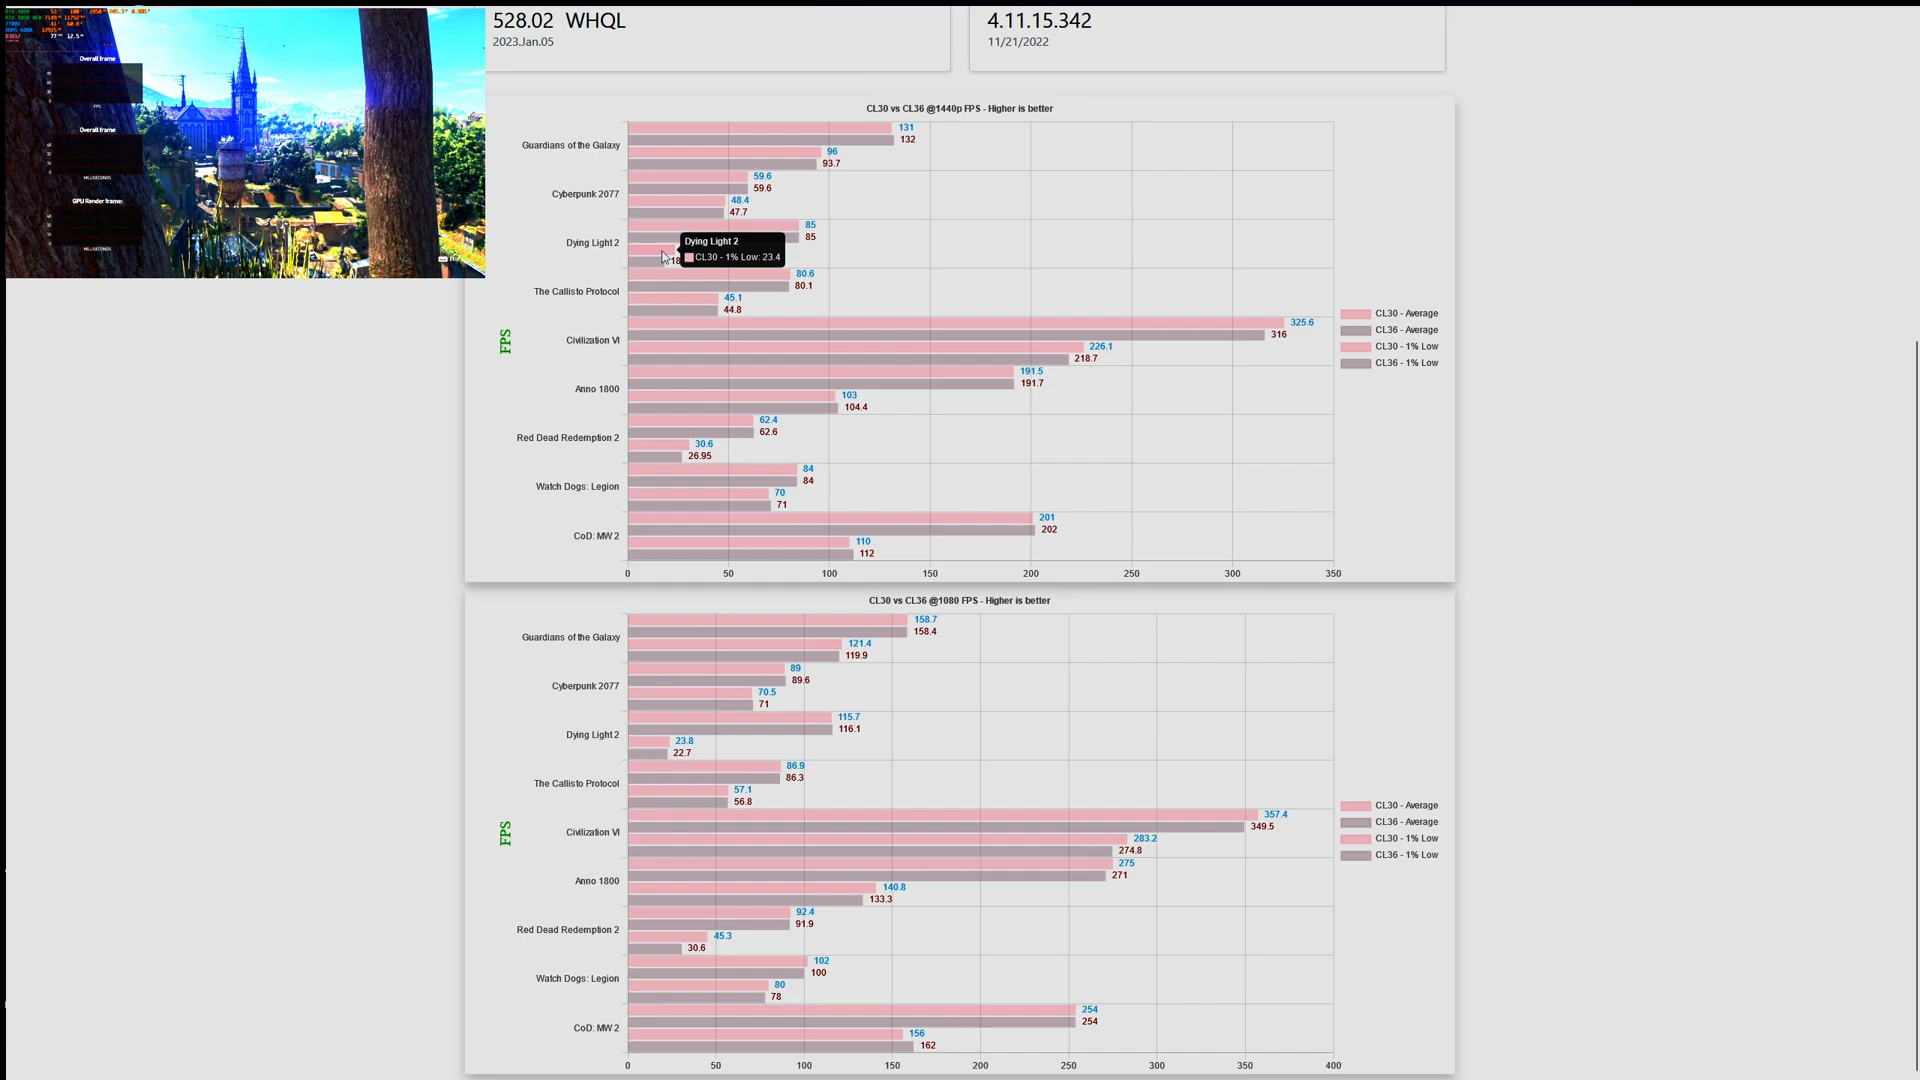 528.02 WHQL
2023.Jan.05
4.11.15.342
11/21/2022
Overall frame
FPS
Overall frame
MILLISECONDS
GPU Render frame
MILLISECONDS
CL30 vs CL36 @1440p FPS - Higher is better
Guardians of the Galaxy
131
132
96
93.7
Cyberpunk 2077
59.6
59.6
48.4
47.7
Dying Light 2
85
85
18
Dying Light 2
CL30 - 1% Low: 23.4
The Callisto Protocol
80.6
80.1
45.1
44.8
Civilization VI
325.6
316
226.1
218.7
Anno 1800
191.5
191.7
103
104.4
Red Dead Redemption 2
62.4
62.6
30.6
26.95
Watch Dogs: Legion
84
84
70
71
CoD: MW 2
201
202
110
112
0 50 100 150 200 250 300 350
FPS
CL30 - Average
CL36 - Average
CL30 - 1% Low
CL36 - 1% Low
CL30 vs CL36 @1080 FPS - Higher is better
Guardians of the Galaxy
158.7
158.4
121.4
119.9
Cyberpunk 2077
89
89.6
70.5
71
Dying Light 2
115.7
116.1
23.8
22.7
The Callisto Protocol
86.9
86.3
57.1
56.8
Civilization VI
357.4
349.5
283.2
274.8
Anno 1800
275
271
140.8
133.3
Red Dead Redemption 2
92.4
91.9
45.3
30.6
Watch Dogs: Legion
102
100
80
78
CoD: MW 2
254
254
156
162
0 50 100 150 200 250 300 350 400
FPS
CL30 - Average
CL36 - Average
CL30 - 1% Low
CL36 - 1% Low